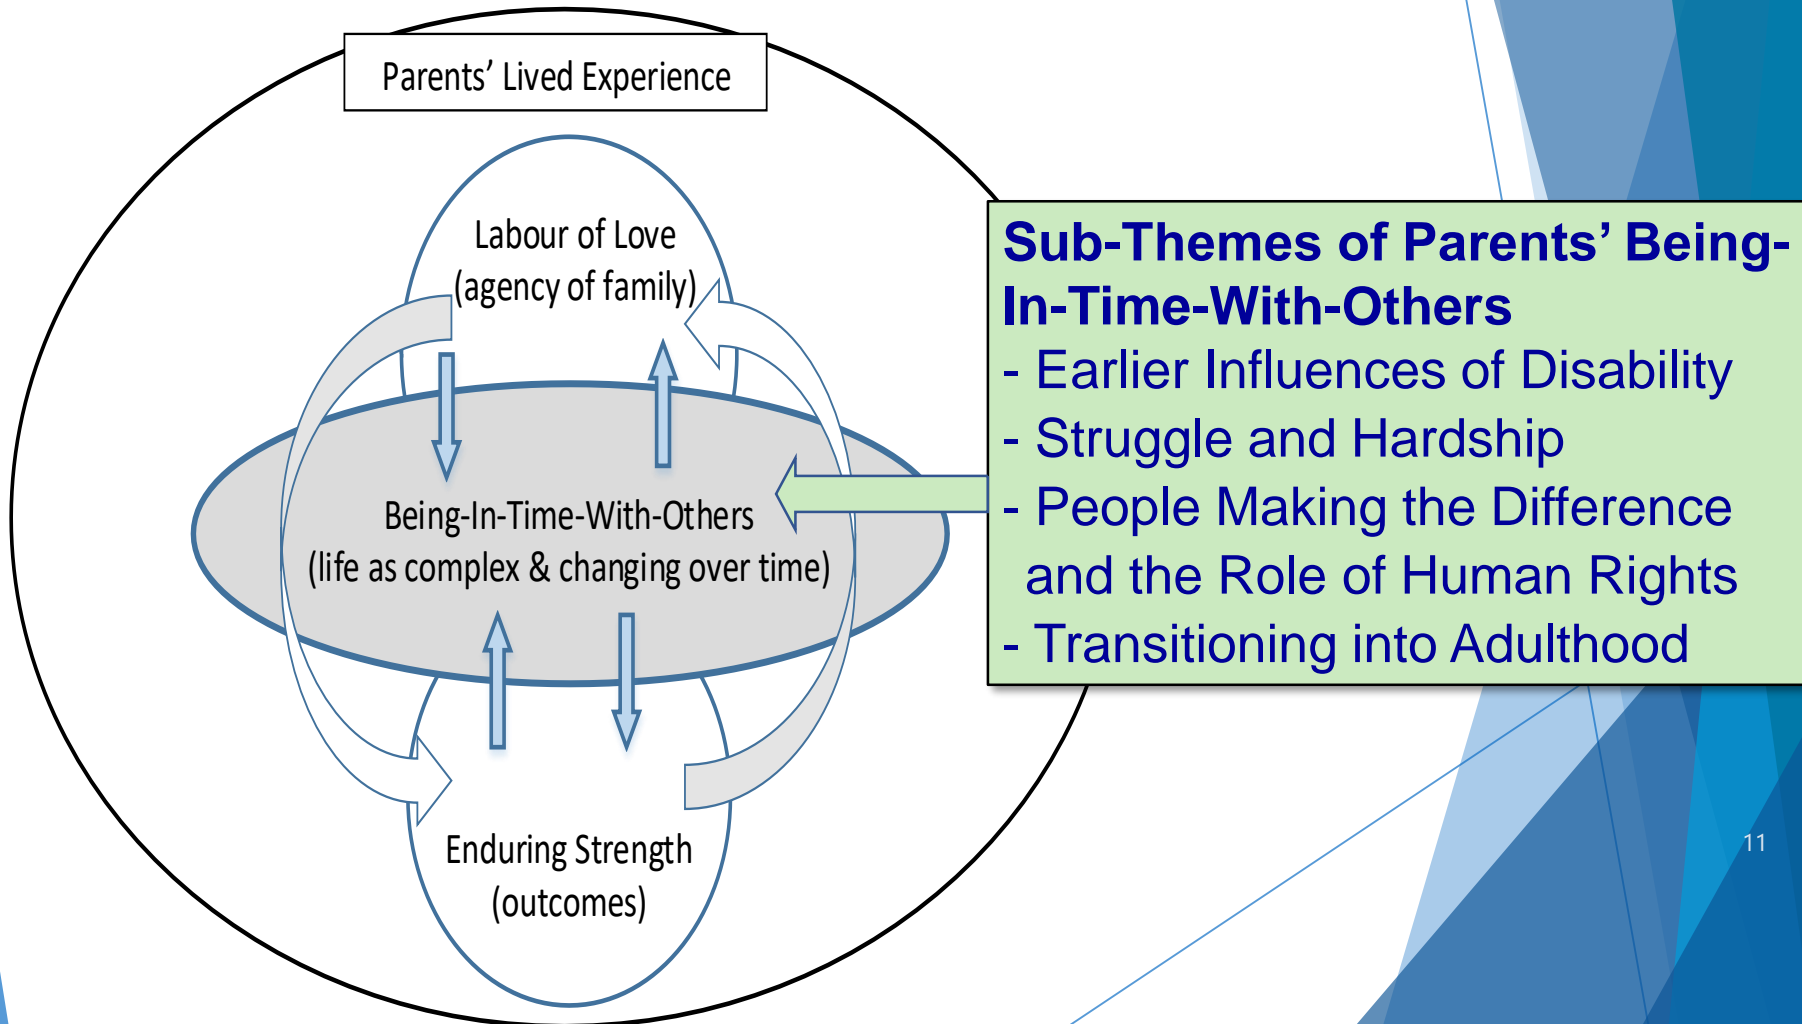 Parents’ Lived Experience
Labour of Love
(agency of family)
Being-In-Time-With-Others
(life as complex & changing over time)
Enduring Strength
(outcomes)
Sub-Themes of Parents’ Being-
In-Time-With-Others
- Earlier Influences of Disability
- Struggle and Hardship
- People Making the Difference
and the Role of Human Rights
- Transitioning into Adulthood
11